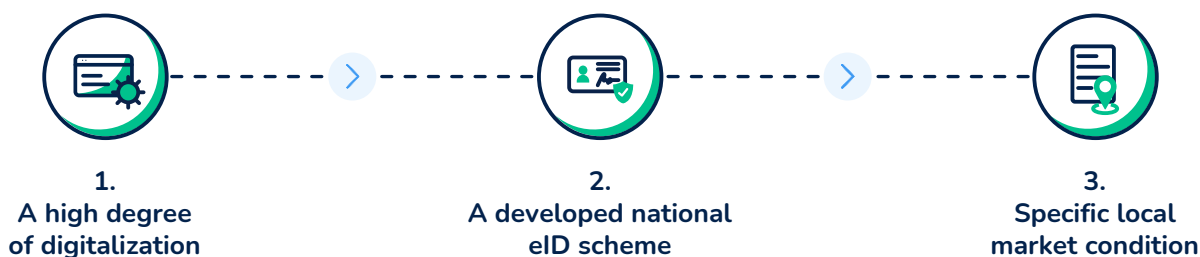 1.
A high degree
of digitalization
2.
A developed national
eID scheme
3.
Specific local
market condition